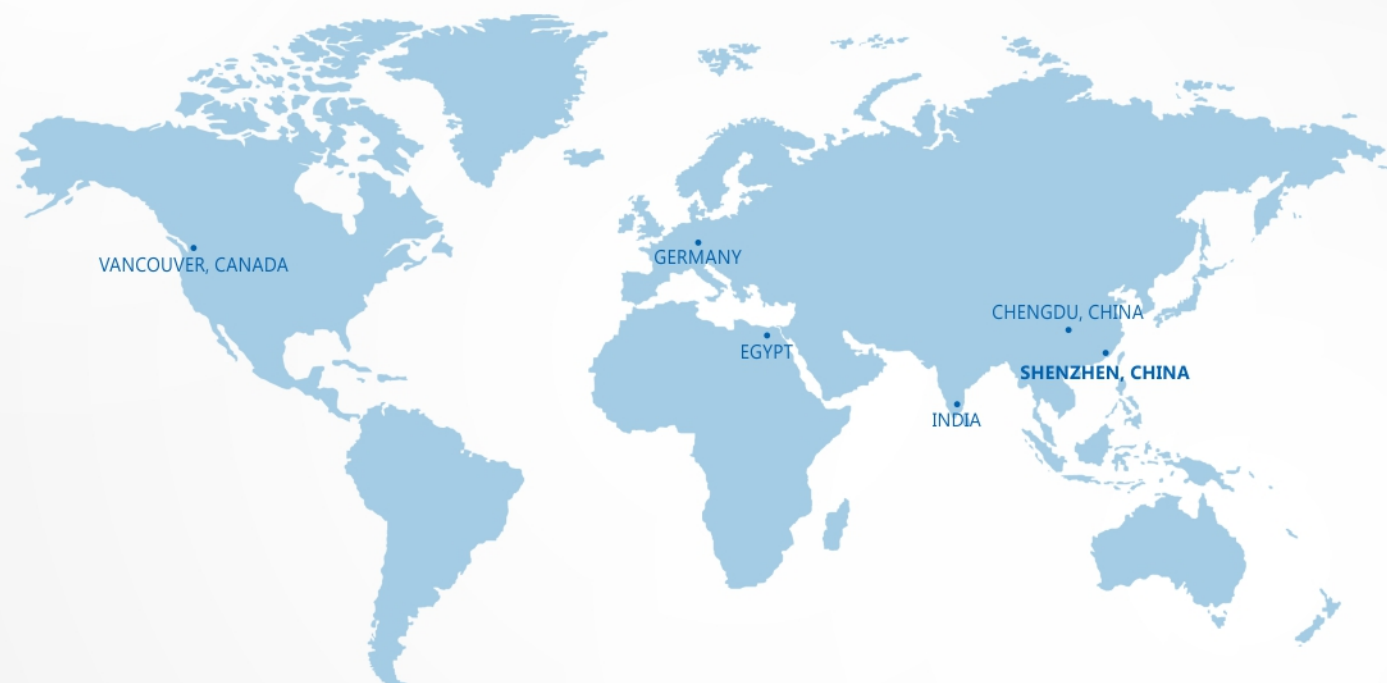 VANCOUVER, CANADA
GERMANY
CHENGDU, CHINA
EGYPT
SHENZHEN, CHINA
INDIA